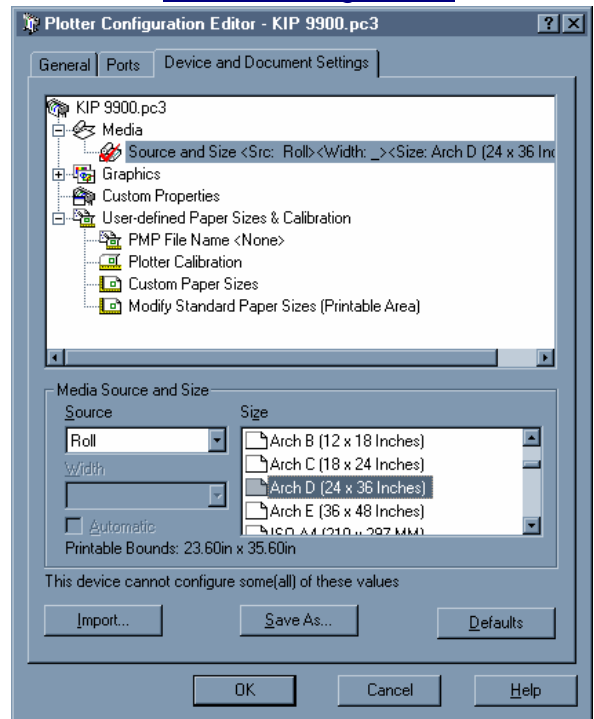 Plotter Configuration Editor - KIP 9900.pc3
General Ports Device and Document Settings
KIP 9900.pc3
Media
Source and Size <Src: Roll><Width: _><Size: Arch D (24 x 36 Inc
Graphics
Custom Properties
User-defined Paper Sizes & Calibration
PMP File Name <None>
Plotter Calibration
Custom Paper Sizes
Modify Standard Paper Sizes (Printable Area)
Media Source and Size
Source Size
Roll
Arch B (12 x 18 Inches)
Width
Arch C (18 x 24 Inches)
Arch D (24 x 36 Inches)
Arch E (36 x 48 Inches)
Automatic
ISO A4 (210 x 297 MM)
Printable Bounds: 23.60in x 35.60in
This device cannot configure some(all) of these values
Import... Save As... Defaults
OK Cancel Help